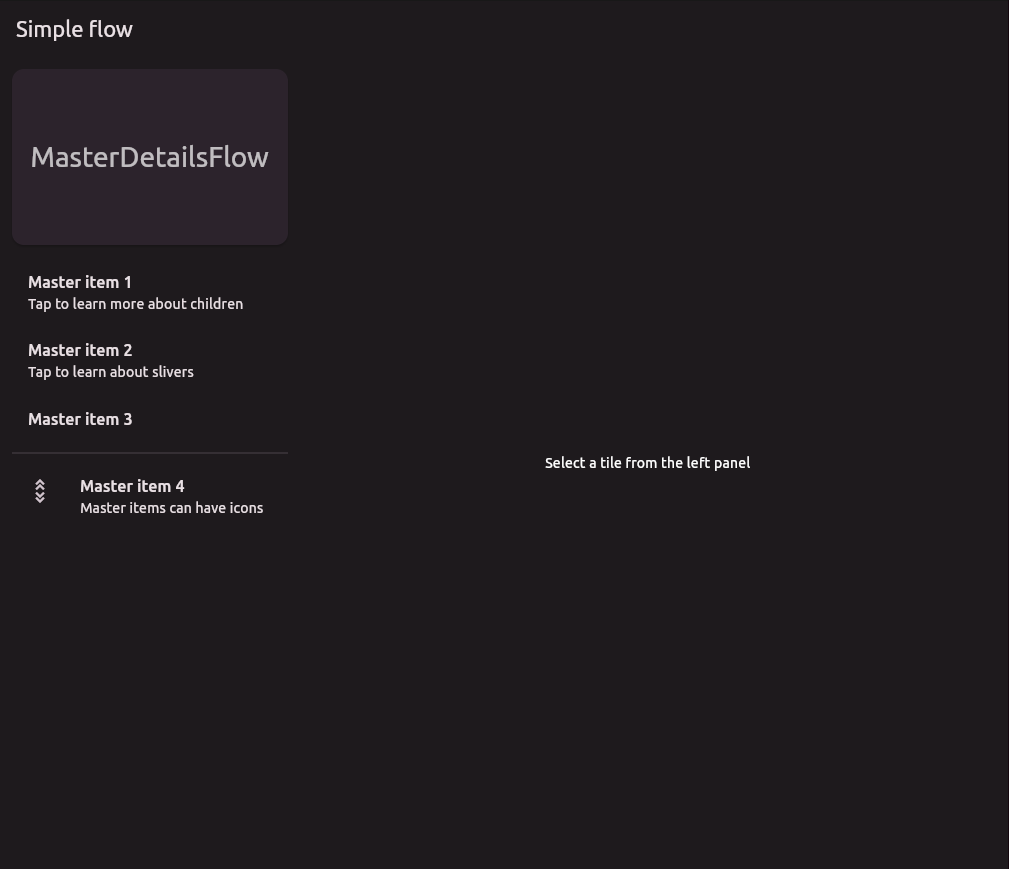 Simple flow
MasterDetailsFlow
Master item 1
Tap to learn more about children
Master item 2
Tap to learn about slivers
Master item 3
Master item 4
Master items can have icons
Select a tile from the left panel